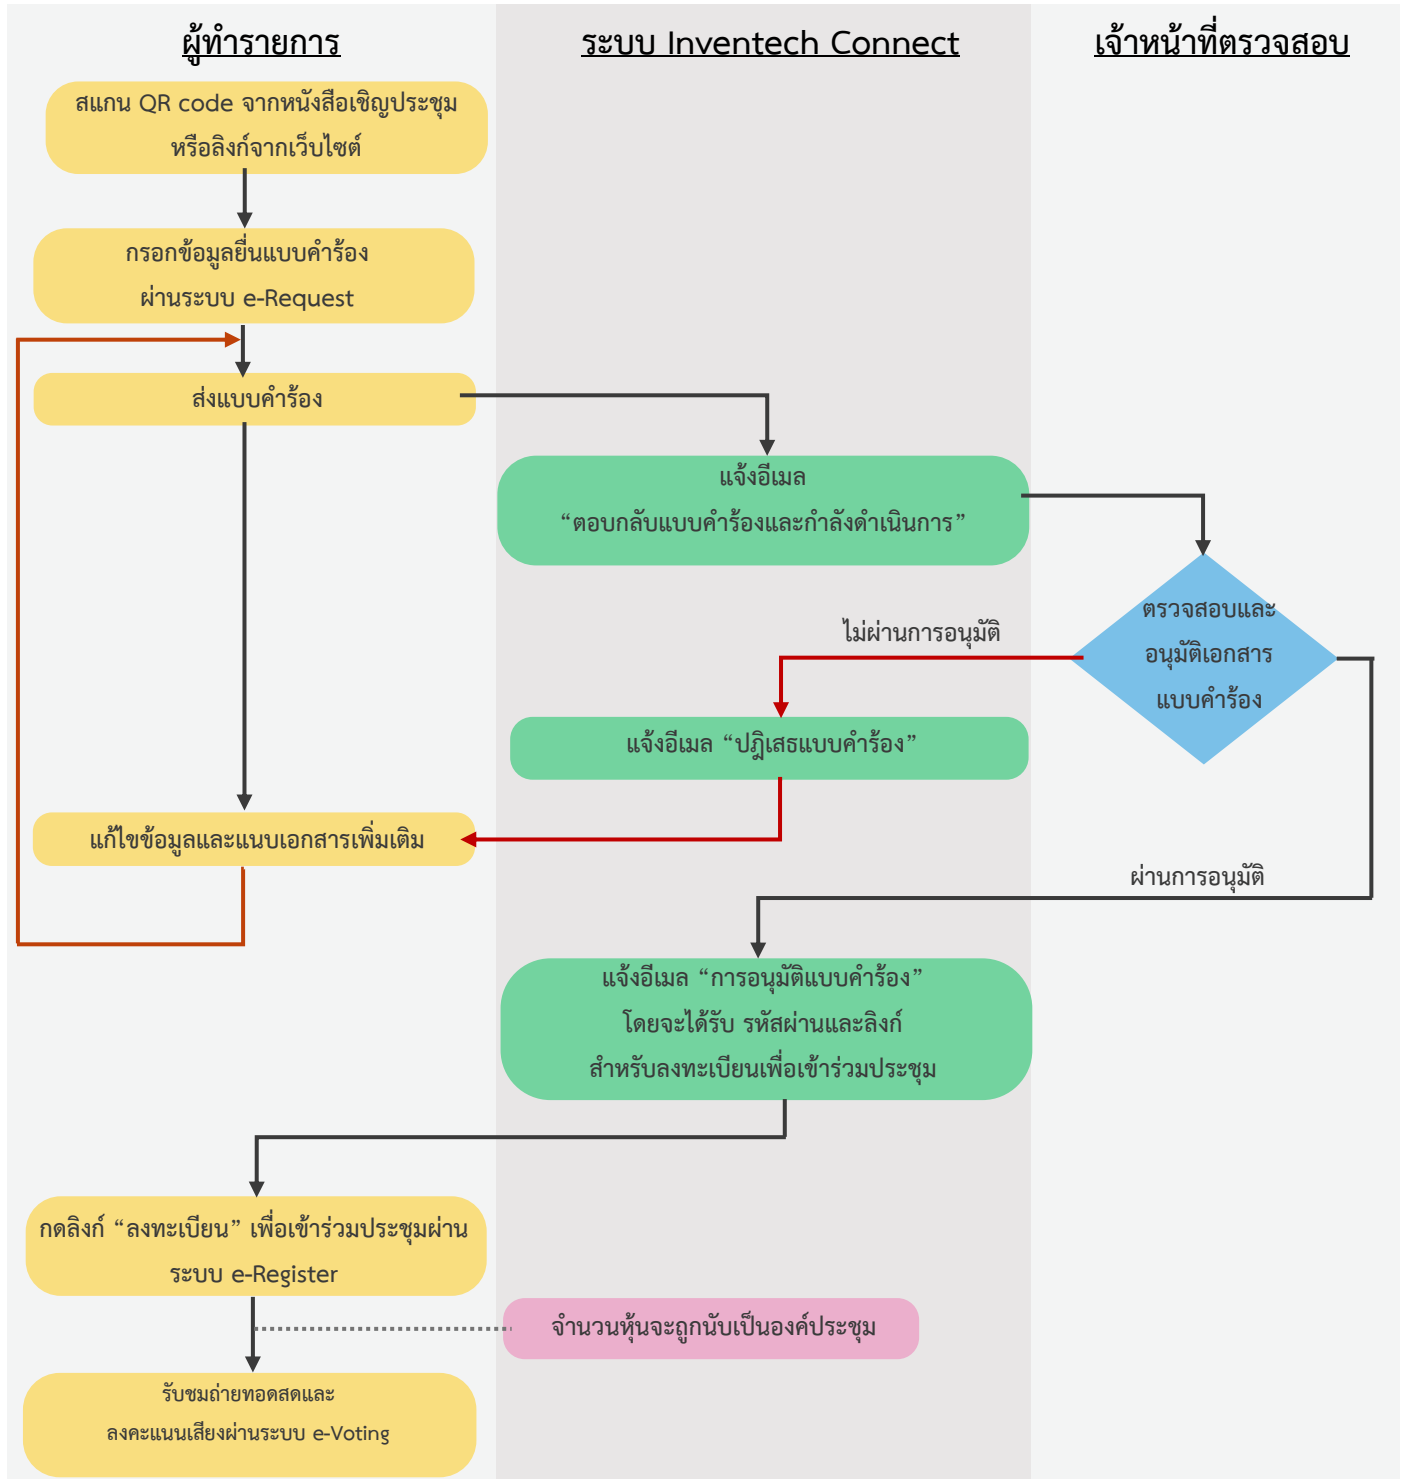 ผู้ทำรายการ
ระบบ Inventech Connect
เจ้าหน้าที่ตรวจสอบ
สแกน QR code จากหนังสือเชิญประชุม
หรือลิงก์จากเว็บไซต์
กรอกข้อมูลยื่นแบบคำร้อง
ผ่านระบบ e-Request
ส่งแบบคำร้อง
แจ้งอีเมล
“ตอบกลับแบบคำร้องและกำลังดำเนินการ”
ตรวจสอบและ
อนุมัติเอกสาร
แบบคำร้อง
ไม่ผ่านการอนุมัติ
แจ้งอีเมล “ปฎิเสธแบบคำร้อง”
แก้ไขข้อมูลและแนบเอกสารเพิ่มเติม
ผ่านการอนุมัติ
แจ้งอีเมล “การอนุมัติแบบคำร้อง”
โดยจะได้รับ รหัสผ่านและลิงก์
สำหรับลงทะเบียนเพื่อเข้าร่วมประชุม
กดลิงก์ “ลงทะเบียน” เพื่อเข้าร่วมประชุมผ่าน
ระบบ e-Register
จำนวนหุ้นจะถูกนับเป็นองค์ประชุม
รับชมถ่ายทอดสดและ
ลงคะแนนเสียงผ่านระบบ e-Voting